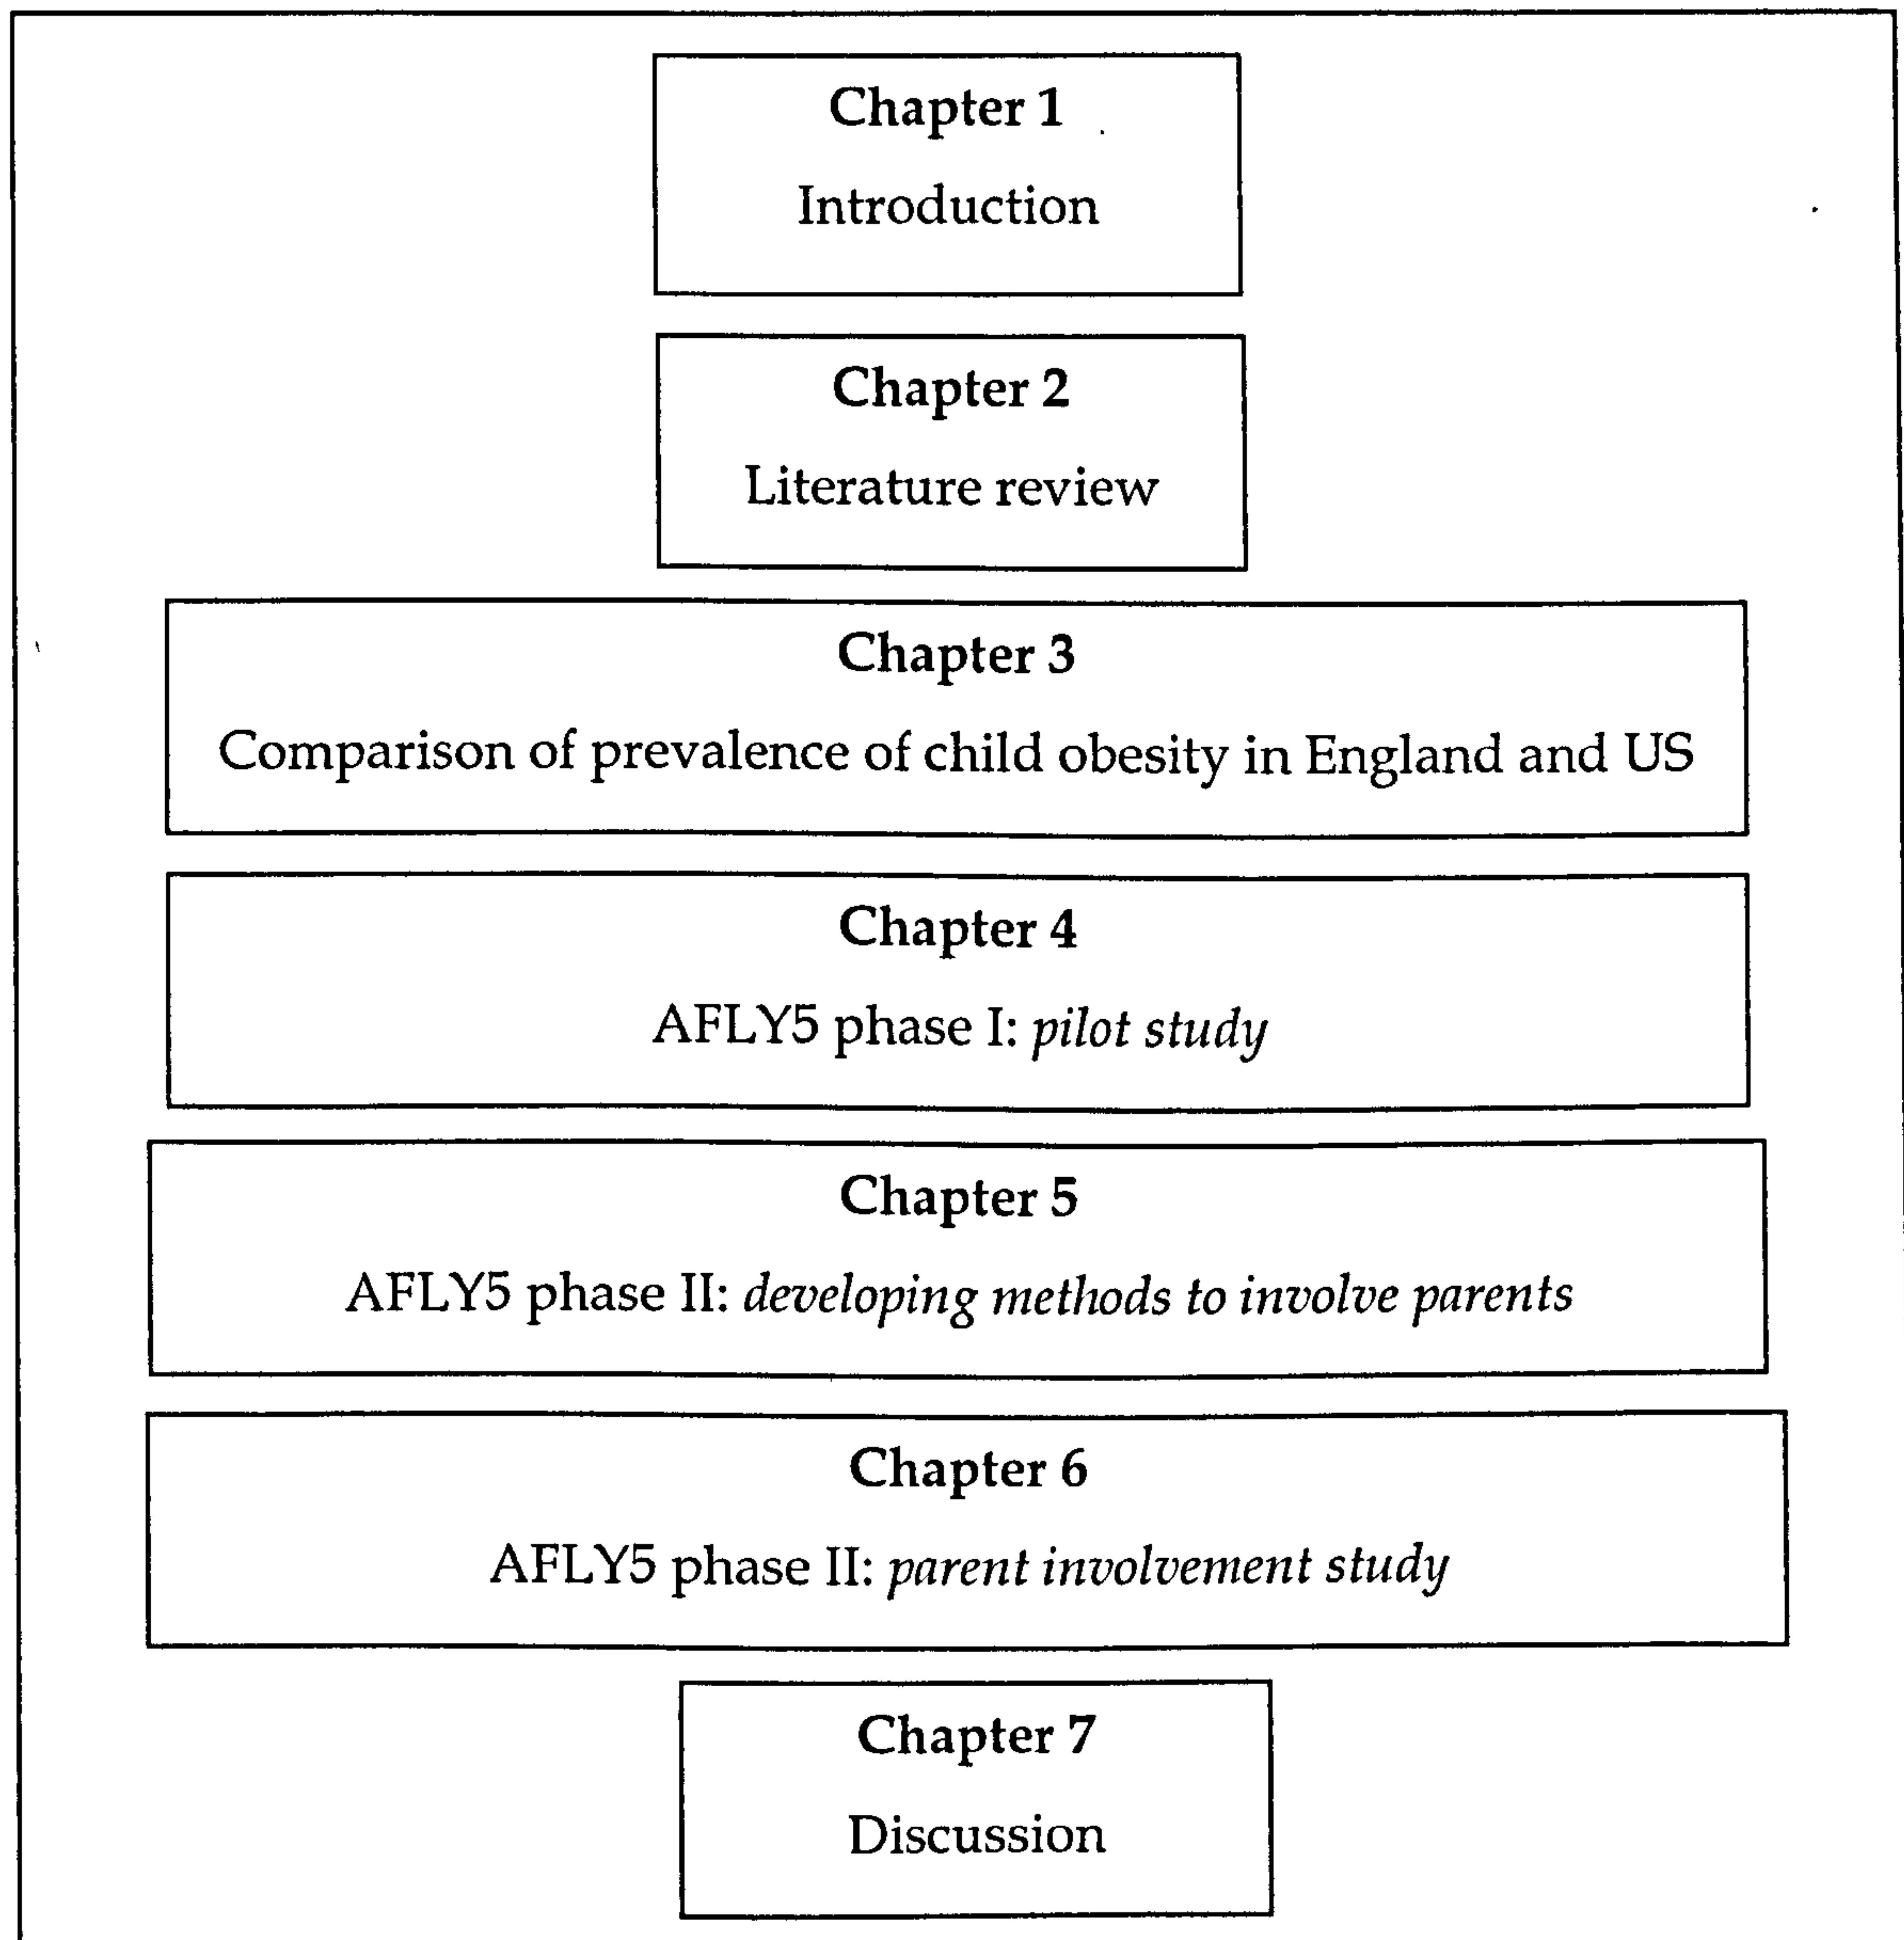 Chapter 1
Introduction
Chapter 2
Literature review
Chapter 3
Comparison of prevalence of child obesity in England and US
Chapter 4
AFLY5 phase I: pilot study
Chapter 5
AFLY5 phase II: developing methods to involve parents
Chapter 6
AFLY5 phase II: parent involvement study
Chapter 7
Discussion